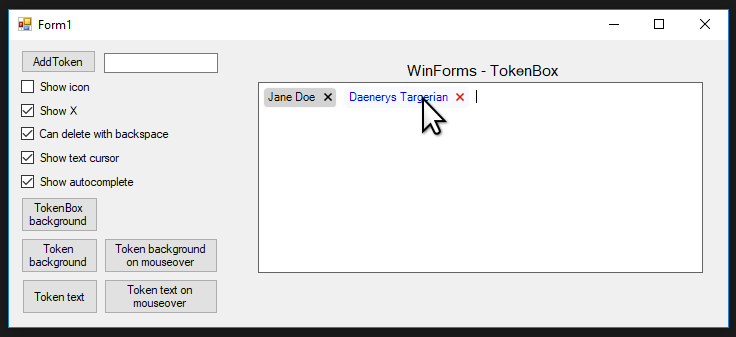 Form1
AddToken
Show icon
Show X
Can delete with backspace
Show text cursor
Show autocomplete
TokenBox
background
Token
background
Token background
on mouseover
Token text
Token text on
mouseover
WinForms - TokenBox
Jane Doe
Daenerys Targerian